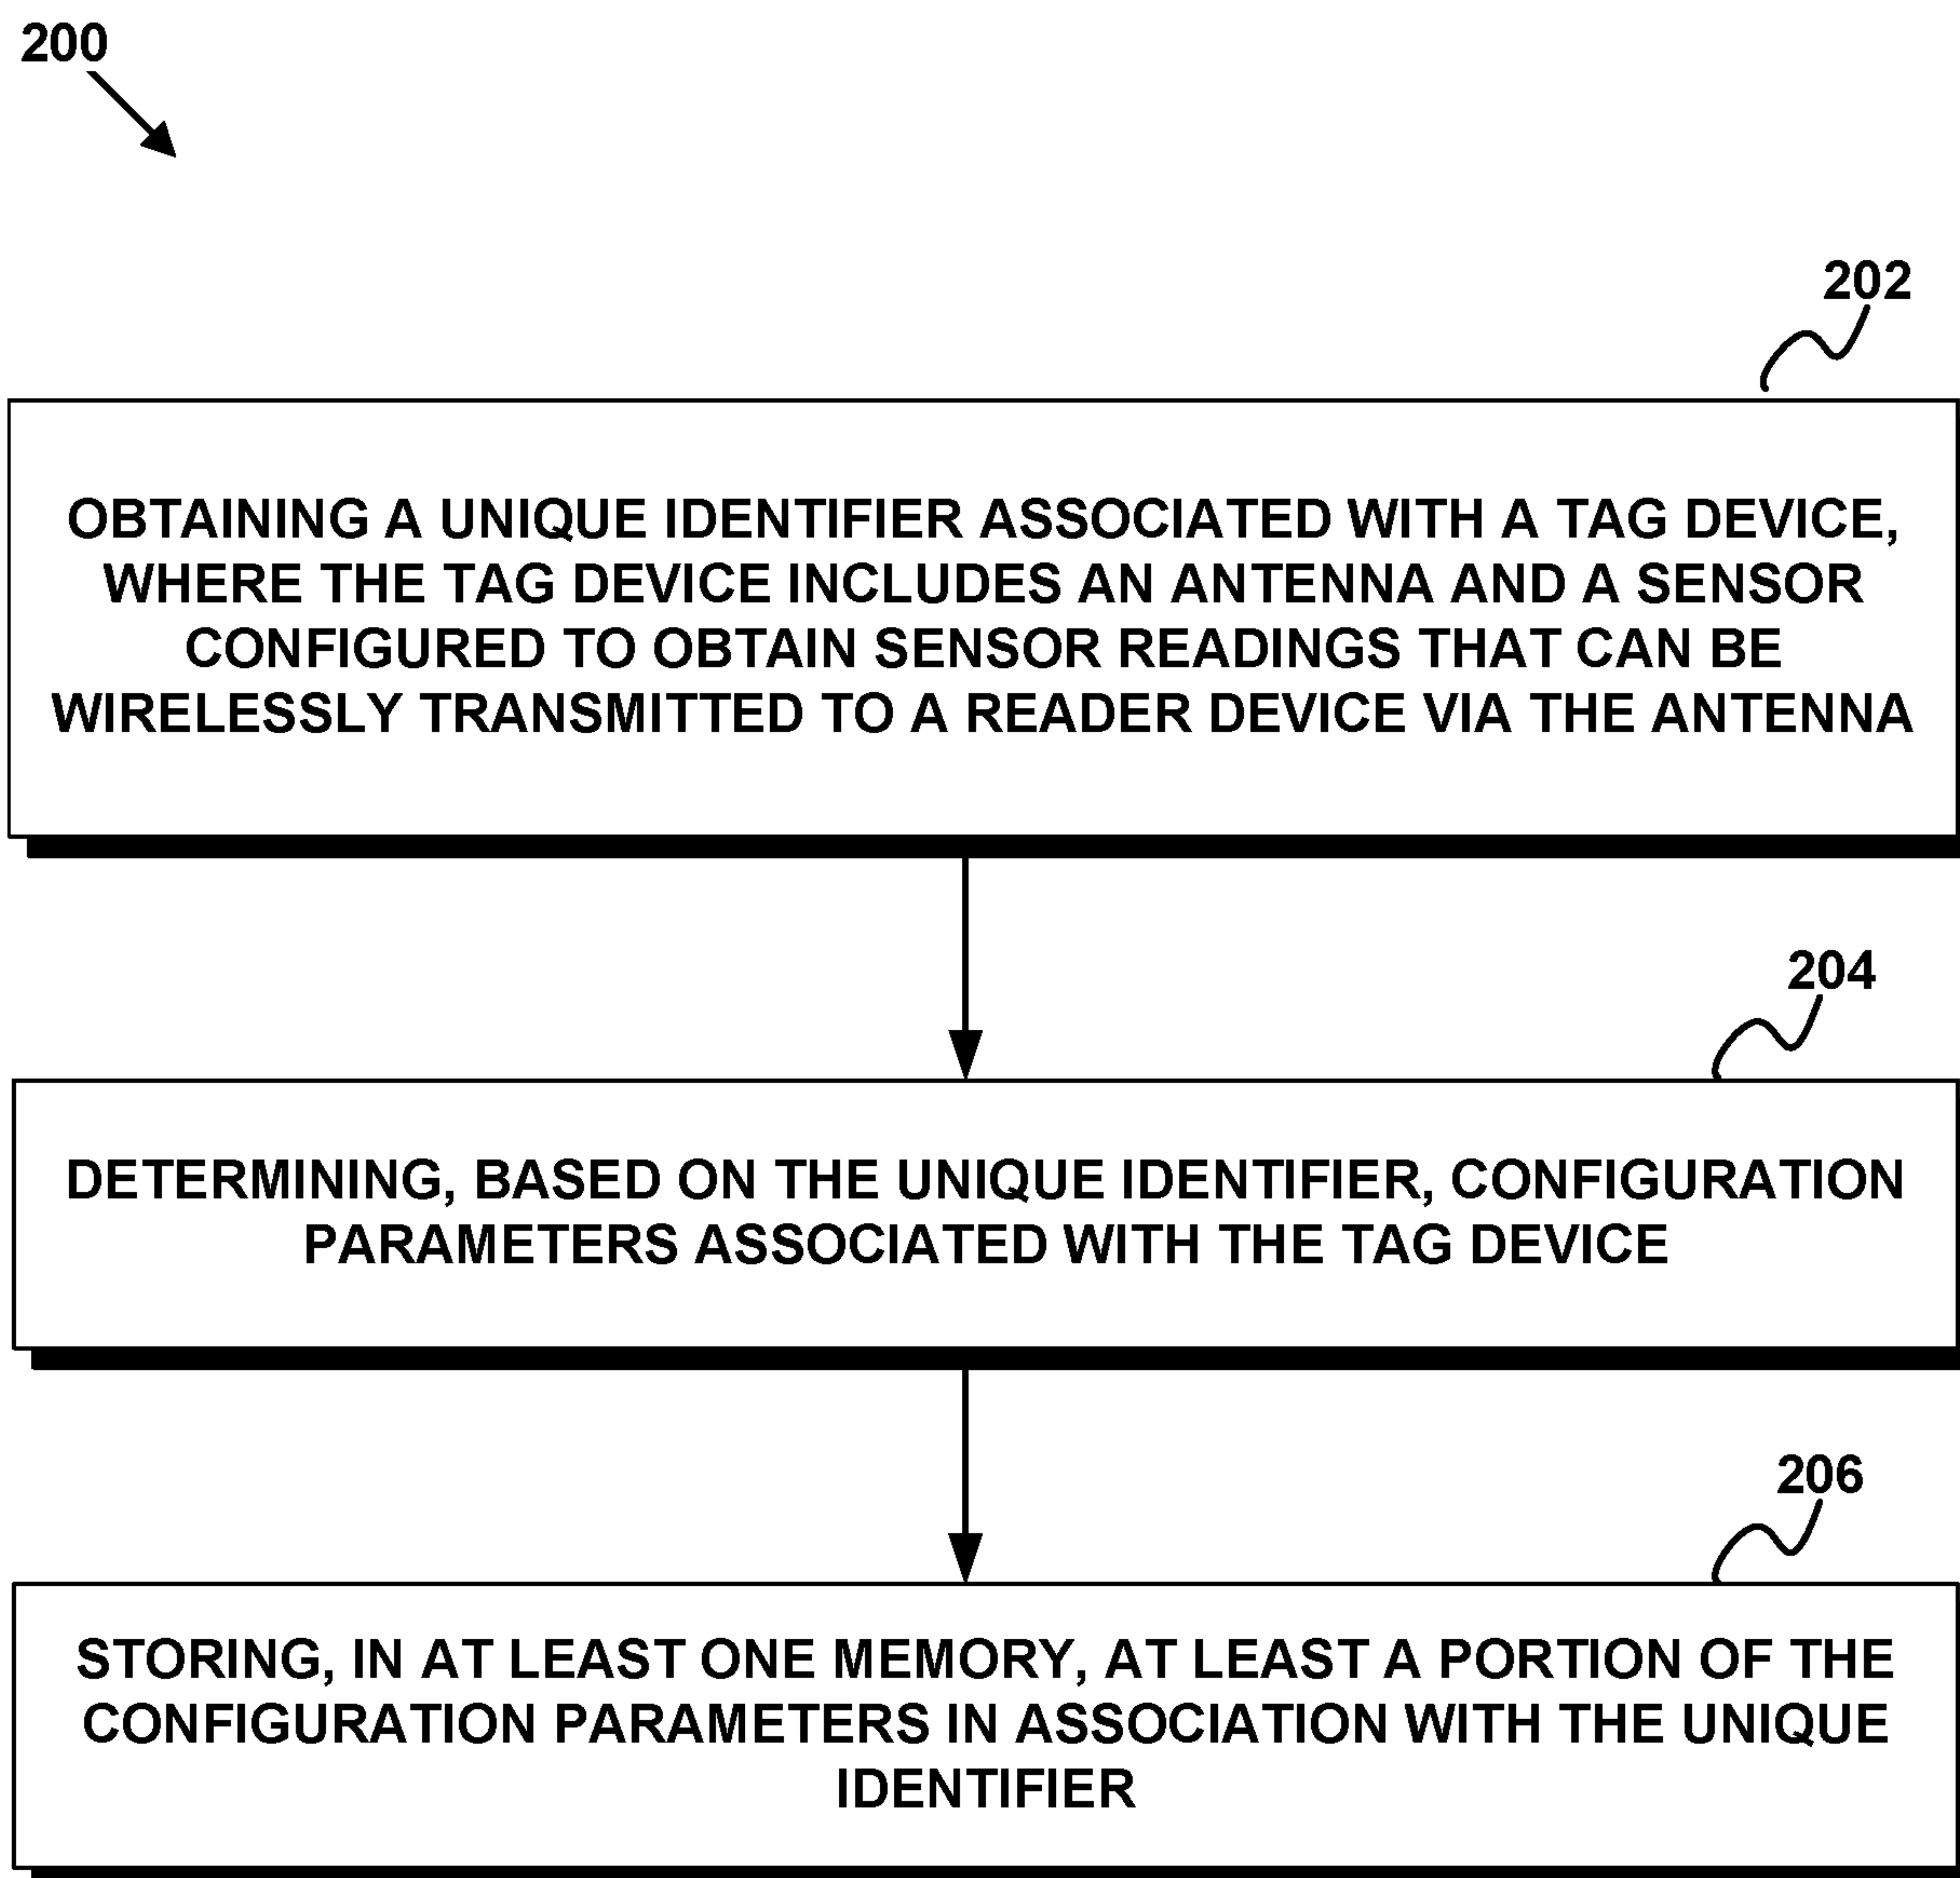 200
202
OBTAINING A UNIQUE IDENTIFIER ASSOCIATED WITH A TAG DEVICE,
WHERE THE TAG DEVICE INCLUDES AN ANTENNA AND A SENSOR
CONFIGURED TO OBTAIN SENSOR READINGS THAT CAN BE
WIRELESSLY TRANSMITTED TO A READER DEVICE VIA THE ANTENNA
204
DETERMINING, BASED ON THE UNIQUE IDENTIFIER, CONFIGURATION
PARAMETERS ASSOCIATED WITH THE TAG DEVICE
206
STORING, IN AT LEAST ONE MEMORY, AT LEAST A PORTION OF THE
CONFIGURATION PARAMETERS IN ASSOCIATION WITH THE UNIQUE
IDENTIFIER